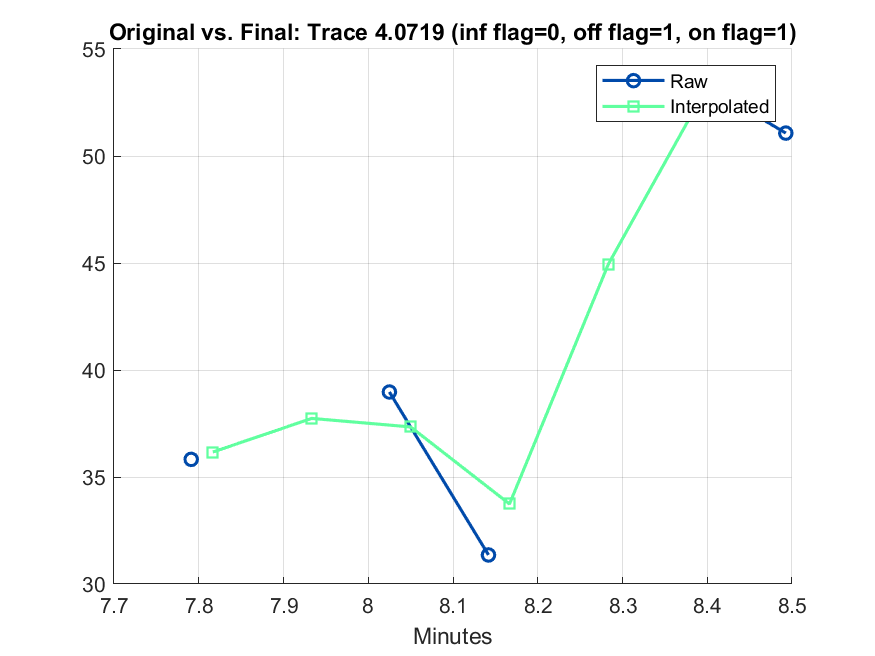 Original vs. Final: Trace 4.0719 (inf flag=0, off flag=1, on flag=1)
55
50
45
40
35
30
Raw
Interpolated
7.7 7.8 7.9 8 8.1 8.2 8.3 8.4 8.5
Minutes